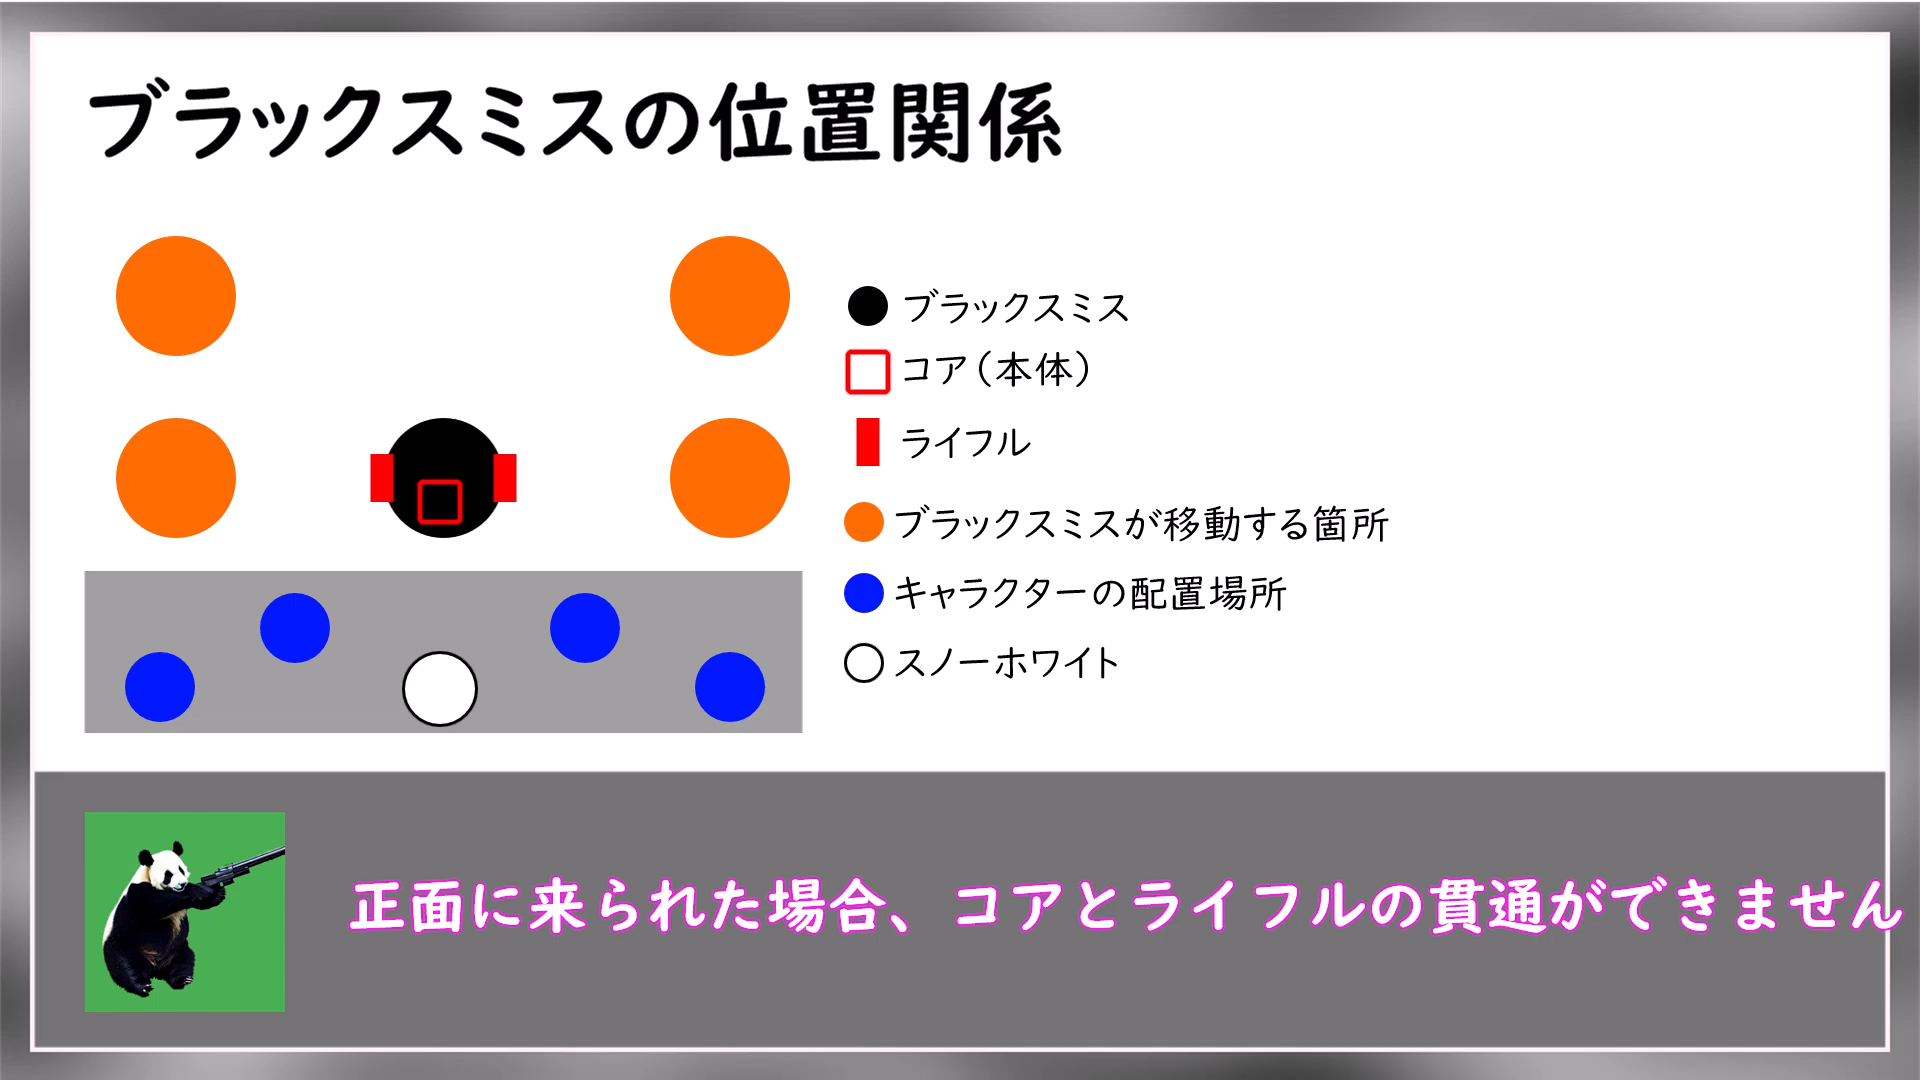 ブラックスミスの位置関係
ブラックスミス
コア(本体)
ライフル
ブラックスミスが移動する箇所
キャラクターの配置場所
スノーホワイト
正面に来られた場合、コアとライフルの貫通ができません